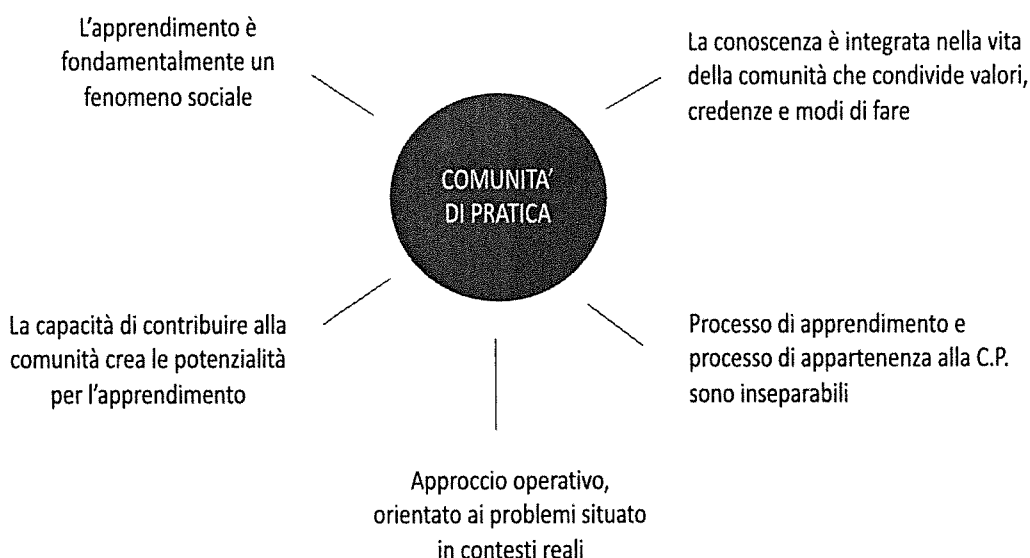 L'apprendimento è
fondamentalmente un
fenomeno sociale
La conoscenza è integrata nella vita
della comunità che condivide valori,
credenze e modi di fare
COMUNITA'
DI PRATICA
La capacità di contribuire alla
comunità crea le potenzialità
per l'apprendimento
Processo di apprendimento e
processo di appartenenza alla C.P.
sono inseparabili
Approccio operativo,
orientato ai problemi situato
in contesti reali